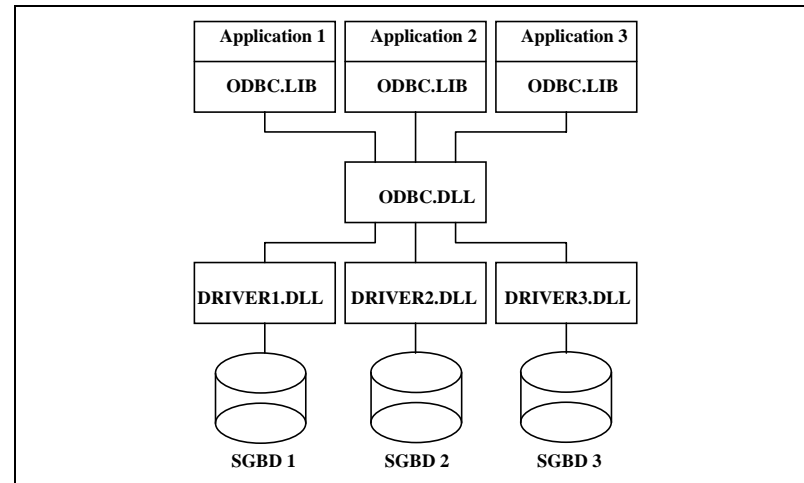 Application 1
Application 2
Application 3
ODBC.LIB
ODBC.LIB
ODBC.LIB
ODBC.DLL
DRIVER1.DLL
DRIVER2.DLL
DRIVER3.DLL
SGBD 1
SGBD 2
SGBD 3